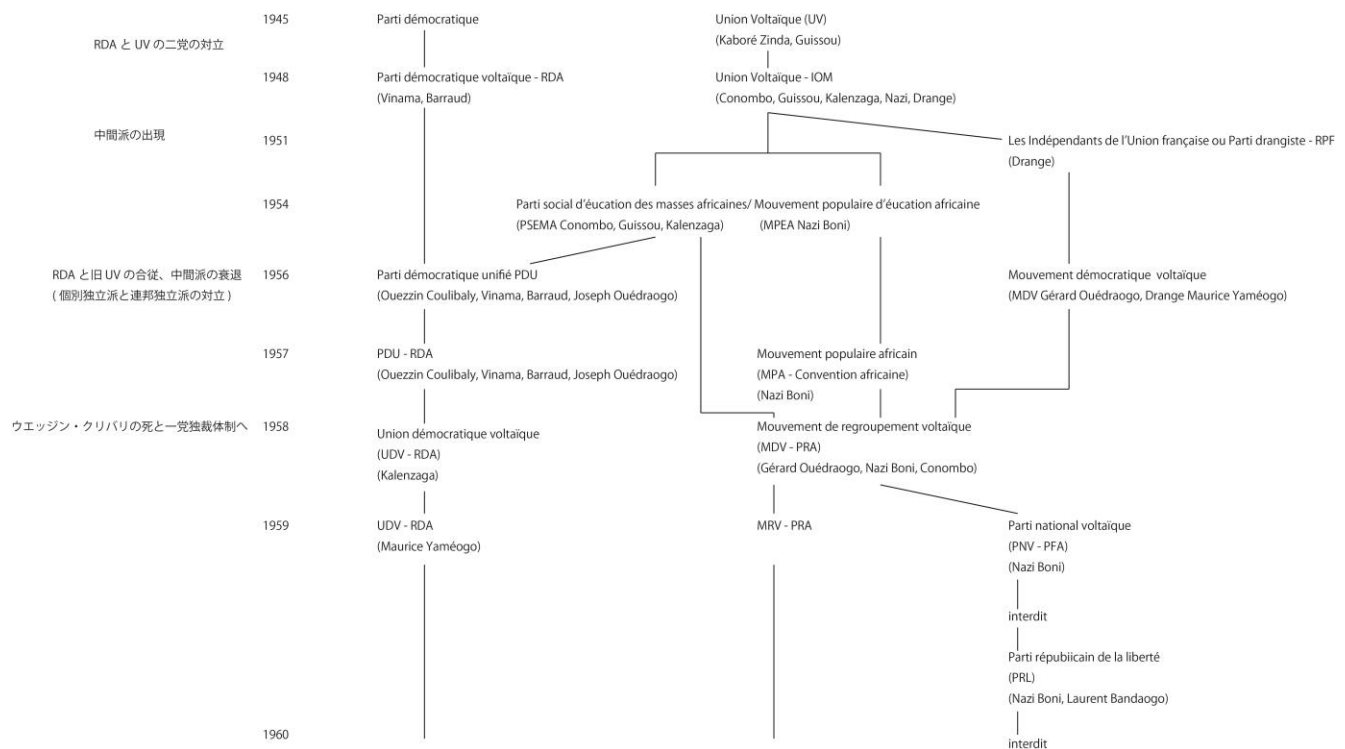 1945
Parti démocratique
Union Voltaïque (UV)
(Kaboré Zinda, Guissou)
RDA と UV の二党の対立
1948
Parti démocratique voltaïque - RDA
(Vinama, Barraud)
Union Voltaïque - IOM
(Conombo, Guissou, Kalenzaga, Nazi, Drange)
中間派の出現
1951
Les Indépendants de l'Union française ou Parti drangiste - RPF
(Drange)
1954
Parti social d'éucation des masses africaines/ Mouvement populaire d'éucation africaine
(PSEMA Conombo, Guissou, Kalenzaga)
(MPEA Nazi Boni)
RDA と旧 UV の合従、中間派の衰退
( 個別独立派と連邦独立派の対立 )
1956
Parti démocratique unifié PDU
(Ouezzin Coulibaly, Vinama, Barraud, Joseph Ouédraogo)
Mouvement démocratique voltaïque
(MDV Gérard Ouédraogo, Drange Maurice Yaméogo)
1957
PDU - RDA
(Ouezzin Coulibaly, Vinama, Barraud, Joseph Ouédraogo)
Mouvement populaire africain
(MPA - Convention africaine)
(Nazi Boni)
ウエッジン・クリバリの死と一党独裁体制へ
1958
Union démocratique voltaïque
(UDV - RDA)
(Kalenzaga)
Mouvement de regroupement voltaïque
(MDV - PRA)
(Gérard Ouédraogo, Nazi Boni, Conombo)
1959
UDV - RDA
(Maurice Yaméogo)
MRV - PRA
Parti national voltaïque
(PNV - PFA)
(Nazi Boni)
interdit
Parti répubiicain de la liberté
(PRL)
(Nazi Boni, Laurent Bandaogo)
1960
interdit